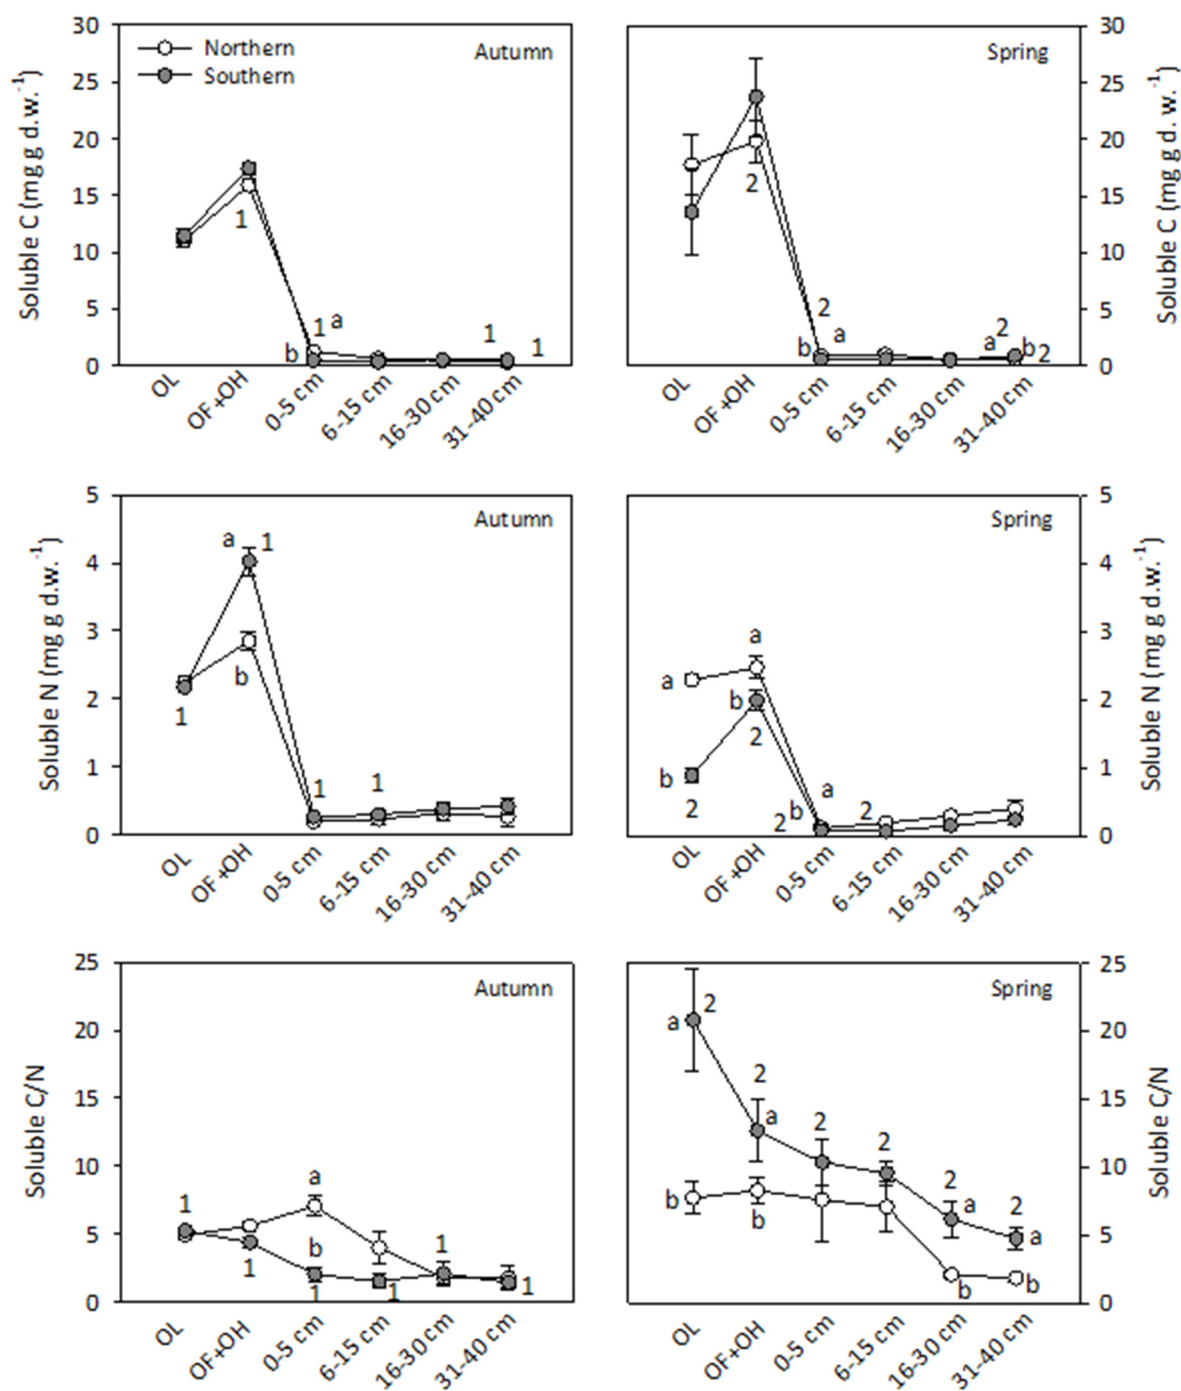 30
25
20
15
10
5
0
Soluble C (mg g d.w.-1)
Northern
Southern
Autumn
1
1
a
b
1
1
OL
OF+OH
0-5 cm
6-15 cm
16-30 cm
31-40 cm
Spring
2
2
b
a
2
a
b
2
OL
OF+OH
0-5 cm
6-15 cm
16-30 cm
31-40 cm
30
25
20
15
10
5
0
Soluble C (mg g d. w.-1)
5
4
3
2
1
0
Soluble N (mg g d.w.-1)
Autumn
a
1
b
1
1
1
OL
OF+OH
0-5 cm
6-15 cm
16-30 cm
31-40 cm
Spring
a
a
b
2
b
2
2
b
a
2
OL
OF+OH
0-5 cm
6-15 cm
16-30 cm
31-40 cm
5
4
3
2
1
0
Soluble N (mg g d.w.-1)
25
20
15
10
5
0
Soluble C/N
Autumn
1
1
a
b
1
1
1
1
OL
OF+OH
0-5 cm
6-15 cm
16-30 cm
31-40 cm
Spring
a
2
2
a
2
2
2
a
2
a
b
b
b
b
OL
OF+OH
0-5 cm
6-15 cm
16-30 cm
31-40 cm
25
20
15
10
5
0
Soluble C/N